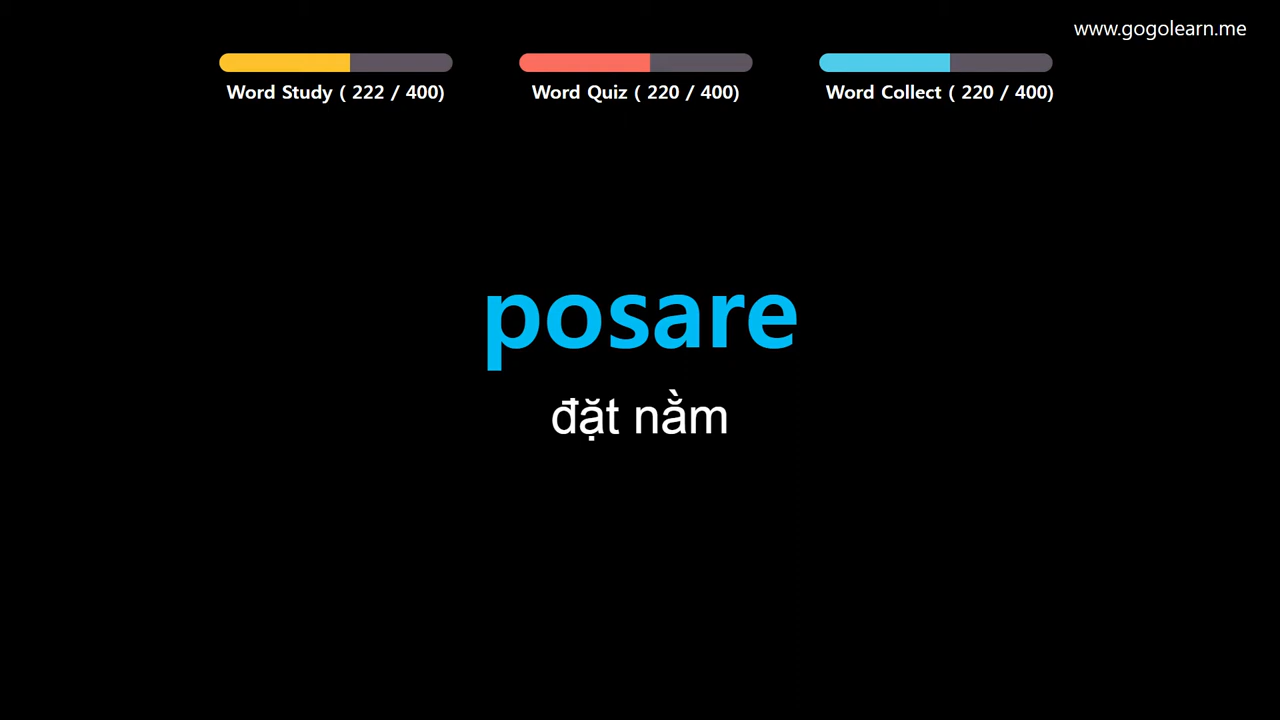 www.gogolearn.me
Word Study ( 222 / 400)
Word Quiz ( 220 / 400)
Word Collect ( 220 / 400)
posare
đặt nằm